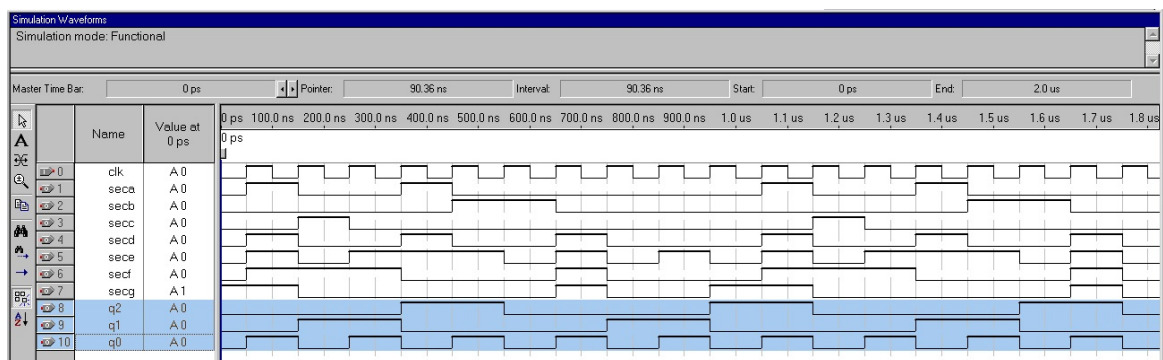 Simulation Waveforms
Simulation mode: Functional
Master Time Bar: 0 ps Pointer: 90.36 ns Interval: 90.36 ns Start: 0 ps End: 2.0 us
Name Value at 0 ps
0 ps 100.0 ns 200.0 ns 300.0 ns 400.0 ns 500.0 ns 600.0 ns 700.0 ns 800.0 ns 900.0 ns 1.0 us 1.1 us 1.2 us 1.3 us 1.4 us 1.5 us 1.6 us 1.7 us 1.8 us
0 ps
0 clk A 0
1 seca A 0
2 secb A 0
3 secc A 0
4 secd A 0
5 sece A 0
6 secf A 0
7 secg A 1
8 q2 A 0
9 q1 A 0
10 q0 A 0